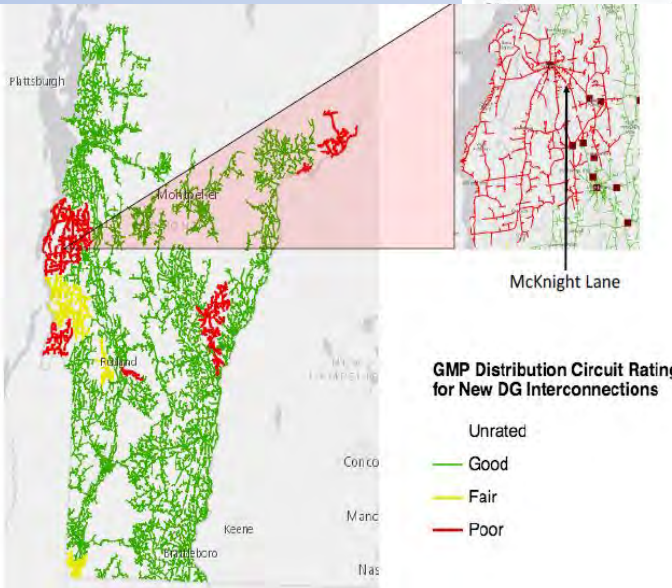 Plattsburgh
Montpelier
Rutland
Conco
Keene
Manc
Brattleboro
Nas
McKnight Lane
GMP Distribution Circuit Rating
for New DG Interconnections
Unrated
Good
Fair
Poor